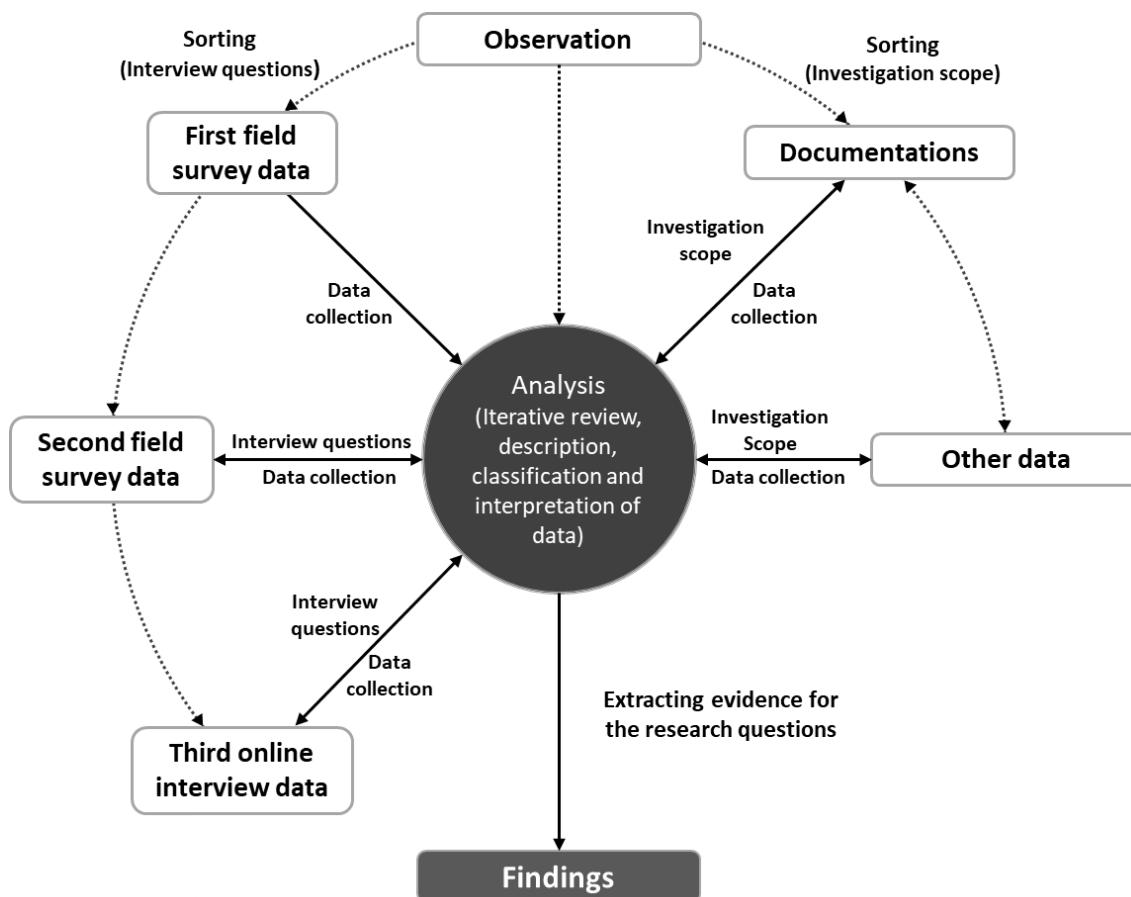 Observation
Sorting
(Interview questions)
Sorting
(Investigation scope)
First field
survey data
Documentations
Investigation
scope
Data
collection
Data
collection
Analysis
(Iterative review,
description,
classification and
interpretation of
data)
Second field
survey data
Interview questions
Data collection
Investigation
Scope
Data collection
Other data
Interview
questions
Data
collection
Third online
interview data
Extracting evidence for
the research questions
Findings